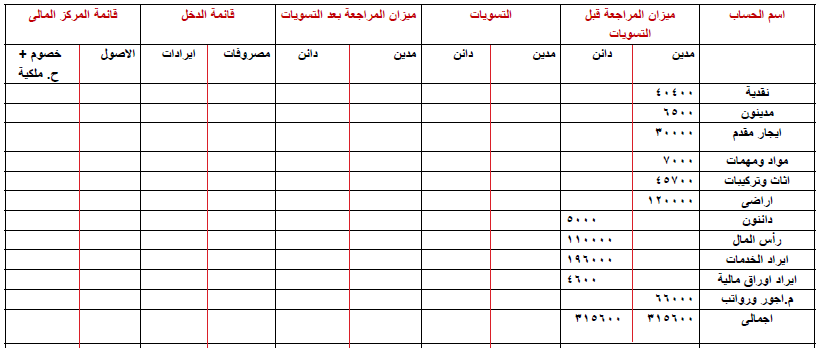 اسم الحساب ميزان المراجعة قبل التسويات التسويات ميزان المراجعة بعد التسويات قائمة الدخل قائمة المركز المالى
مدين دائن مدين دائن مدين دائن مصروفات ايرادات الاصول خصوم + ح. ملكية
نقدية ٤٠٤٠٠
مدينون ٦٥٠٠
ايجار مقدم ٣٠٠٠٠
مواد ومهمات ٧٠٠٠
اثاث وتركيبات ٤٥٧٠٠
اراضى ١٢٠٠٠٠
دائنون ٥٠٠٠
رأس المال ١١٠٠٠٠
ايراد الخدمات ١٩٦٠٠٠
ايراد اوراق مالية ٤٦٠٠
م.اجور ورواتب ٦٦٠٠٠
اجمالى ٣١٥٦٠٠ ٣١٥٦٠٠